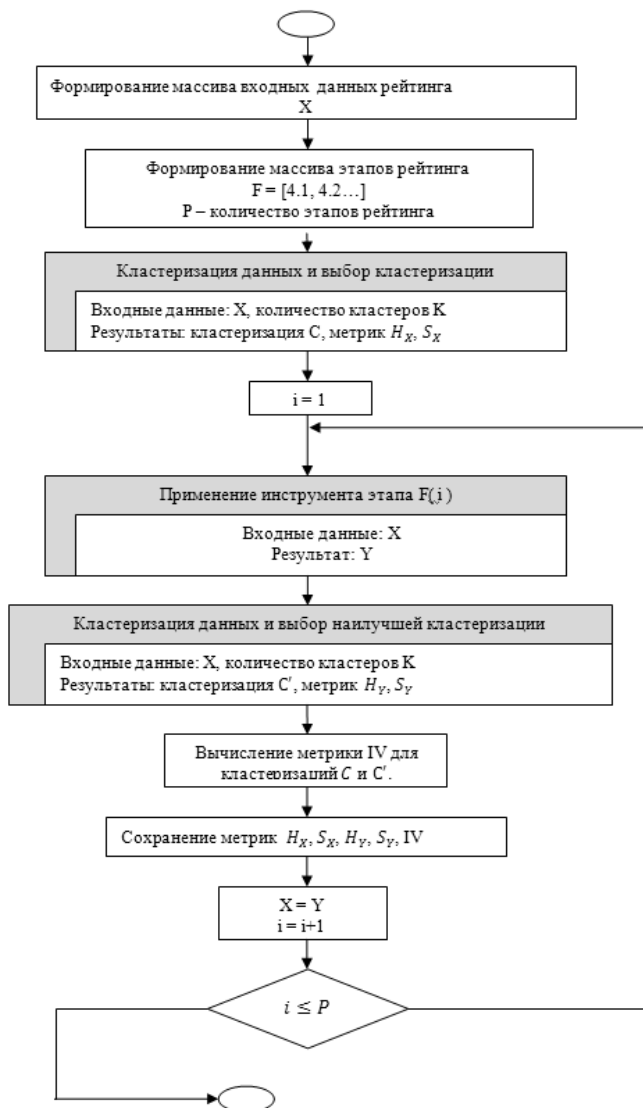 Формирование массива входных данных рейтинга
X
Формирование массива этапов рейтинга
F = [4.1, 4.2…]
P – количество этапов рейтинга
Кластеризация данных и выбор кластеризации
Входные данные: X, количество кластеров K
Результаты: кластеризация C, метрик H_X, S_X
i = 1
Применение инструмента этапа F(i )
Входные данные: X
Результат: Y
Кластеризация данных и выбор наилучшей кластеризации
Входные данные: X, количество кластеров K
Результаты: кластеризация C′, метрик H_Y, S_Y
Вычисление метрики IV для
кластеризаций C и C′.
Сохранение метрик H_X, S_X, H_Y, S_Y, IV
X = Y
i = i+1
i ≤ P